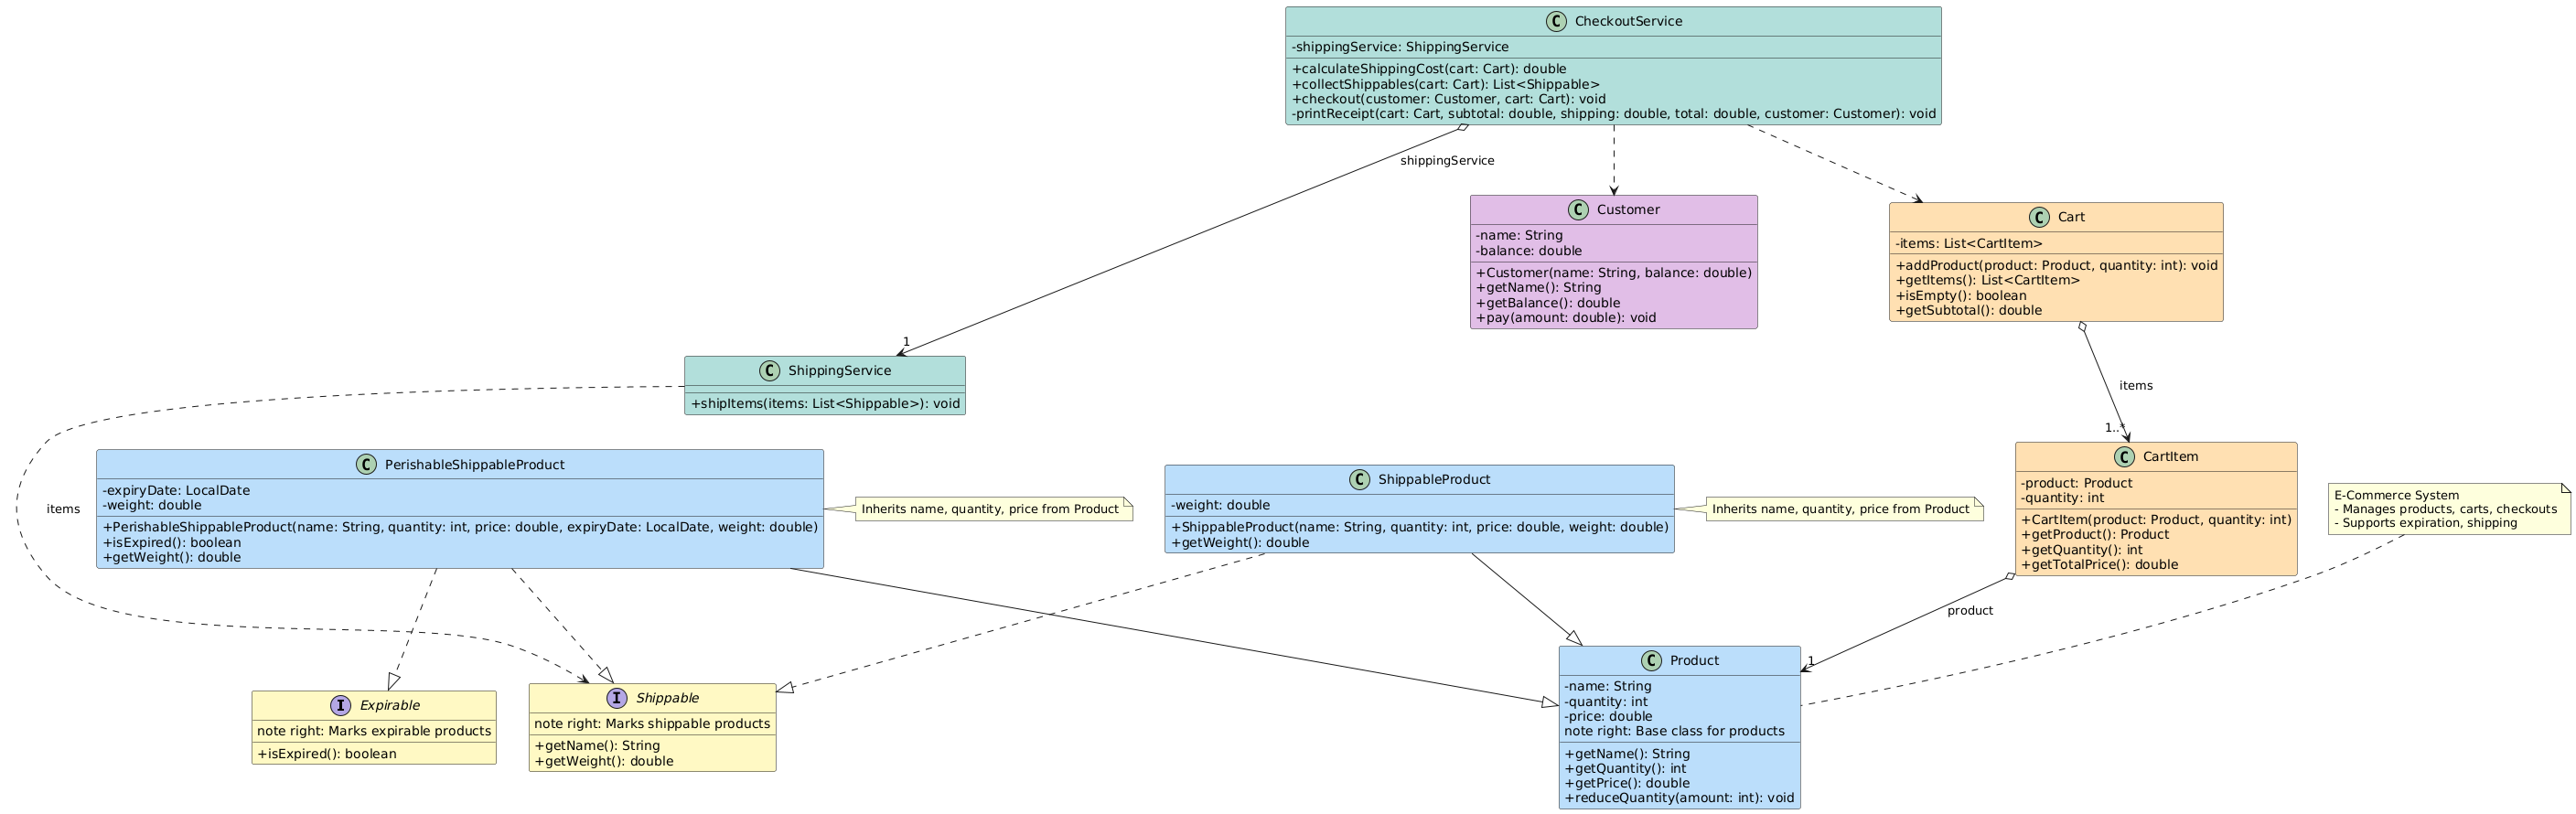 C CheckoutService
-shippingService: ShippingService
+calculateShippingCost(cart: Cart): double
+collectShippables(cart: Cart): List<Shippable>
+checkout(customer: Customer, cart: Cart): void
-printReceipt(cart: Cart, subtotal: double, shipping: double, total: double, customer: Customer): void
shippingService
C Customer
-name: String
-balance: double
+Customer(name: String, balance: double)
+getName(): String
+getBalance(): double
+pay(amount: double): void
C Cart
-items: List<CartItem>
+addProduct(product: Product, quantity: int): void
+getItems(): List<CartItem>
+isEmpty(): boolean
+getSubtotal(): double
1
C ShippingService
+shipItems(items: List<Shippable>): void
items
1..*
items
C PerishableShippableProduct
-expiryDate: LocalDate
-weight: double
+PerishableShippableProduct(name: String, quantity: int, price: double, expiryDate: LocalDate, weight: double)
+isExpired(): boolean
+getWeight(): double
Inherits name, quantity, price from Product
C ShippableProduct
-weight: double
+ShippableProduct(name: String, quantity: int, price: double, weight: double)
+getWeight(): double
Inherits name, quantity, price from Product
C CartItem
-product: Product
-quantity: int
+CartItem(product: Product, quantity: int)
+getProduct(): Product
+getQuantity(): int
+getTotalPrice(): double
E-Commerce System
- Manages products, carts, checkouts
- Supports expiration, shipping
product
1
I Expirable
note right: Marks expirable products
+isExpired(): boolean
I Shippable
note right: Marks shippable products
+getName(): String
+getWeight(): double
C Product
-name: String
-quantity: int
-price: double
note right: Base class for products
+getName(): String
+getQuantity(): int
+getPrice(): double
+reduceQuantity(amount: int): void